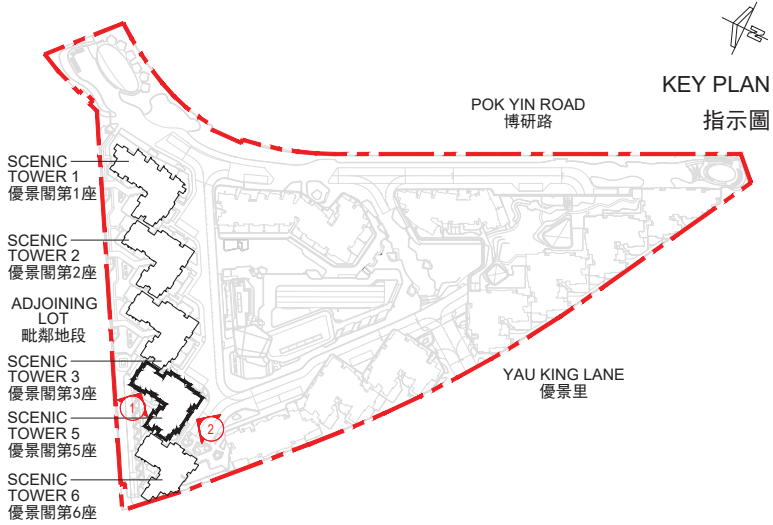 KEY PLAN
指示圖
POK YIN ROAD
博研路
SCENIC
TOWER 1
優景閣第1座
SCENIC
TOWER 2
優景閣第2座
ADJOINING
LOT
毗鄰地段
SCENIC
TOWER 3
優景閣第3座
SCENIC
TOWER 5
優景閣第5座
SCENIC
TOWER 6
優景閣第6座
1
2
YAU KING LANE
優景里
N